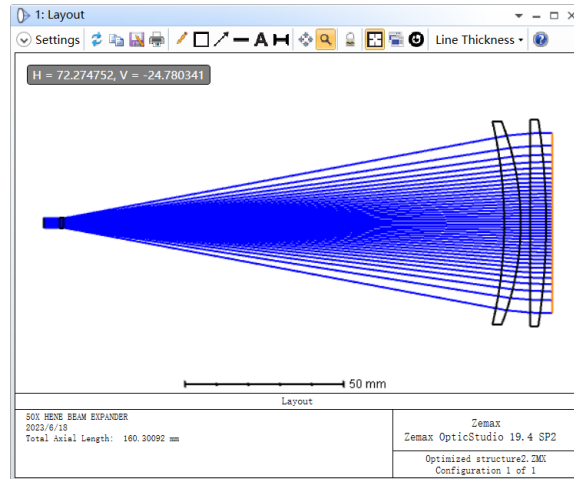 1: Layout
Settings
Line Thickness
H = 72.274752, V = -24.780341
50 mm
Layout
50X HENE BEAM EXPANDER
2023/6/18
Total Axial Length: 160.30092 mm
Zemax
Zemax OpticStudio 19.4 SP2
Optimized structure2.ZMX
Configuration 1 of 1